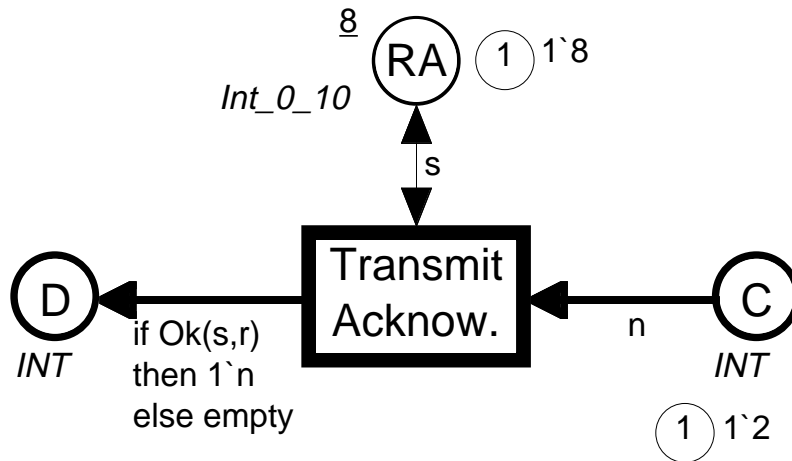 8
RA
1
1`8
Int_0_10
s
Transmit
Acknow.
D
C
if Ok(s,r)
then 1`n
else empty
n
INT
INT
1
1`2